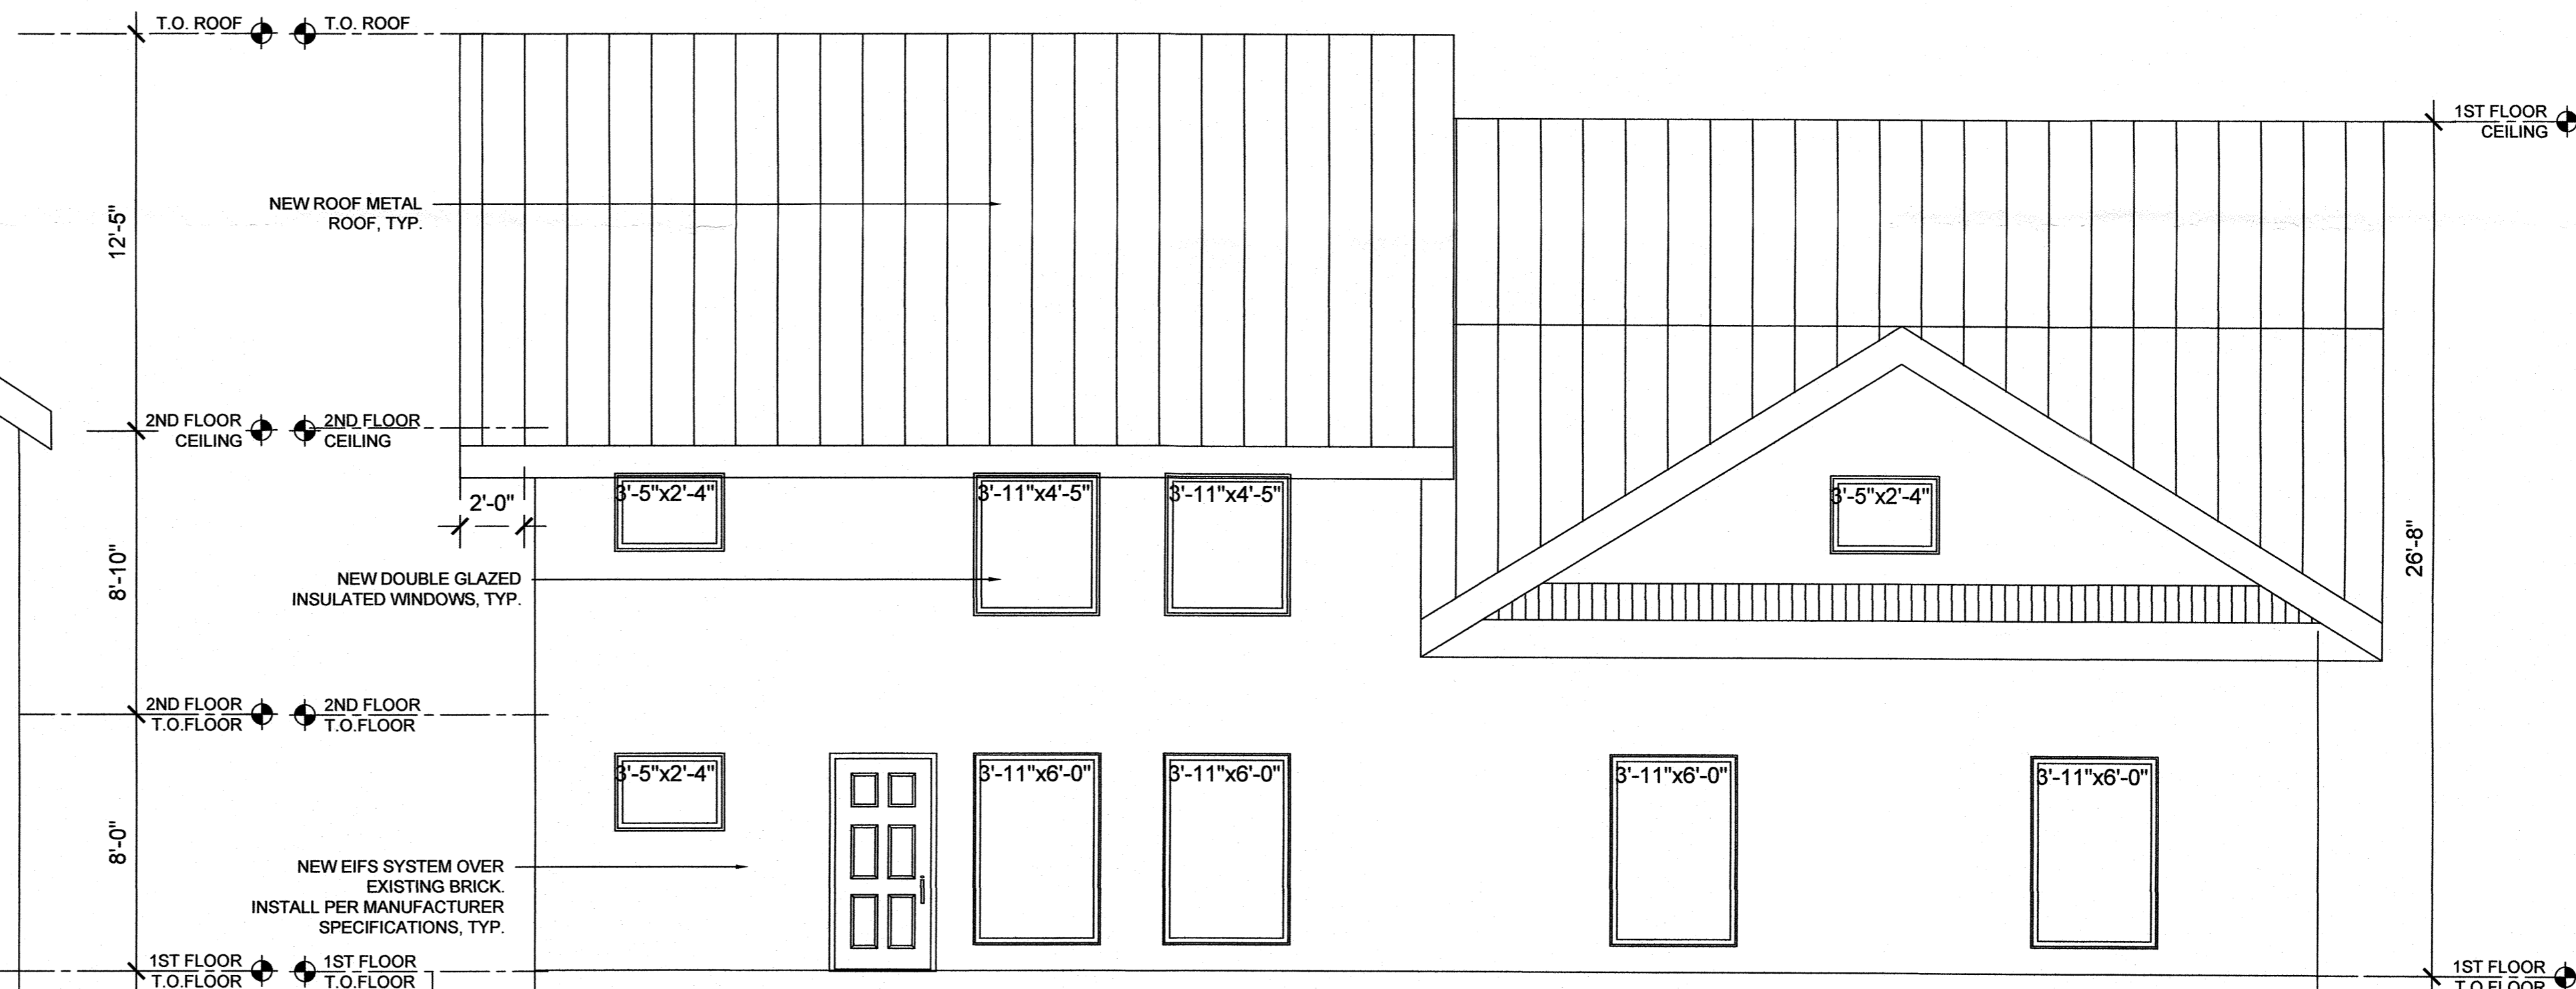 T.O. ROOF
T.O. ROOF
1ST FLOOR
CEILING
12'-5"
NEW ROOF METAL
ROOF, TYP.
2ND FLOOR
CEILING
2ND FLOOR
CEILING
2'-0"
3'-5"x2'-4"
3'-11"x4'-5"
3'-11"x4'-5"
3'-5"x2'-4"
26'-8"
8'-10"
NEW DOUBLE GLAZED
INSULATED WINDOWS, TYP.
2ND FLOOR
T.O.FLOOR
2ND FLOOR
T.O.FLOOR
3'-5"x2'-4"
3'-11"x6'-0"
3'-11"x6'-0"
3'-11"x6'-0"
3'-11"x6'-0"
8'-0"
NEW EIFS SYSTEM OVER
EXISTING BRICK.
INSTALL PER MANUFACTURER
SPECIFICATIONS, TYP.
1ST FLOOR
T.O.FLOOR
1ST FLOOR
T.O.FLOOR
1ST FLOOR
T.O.FLOOR